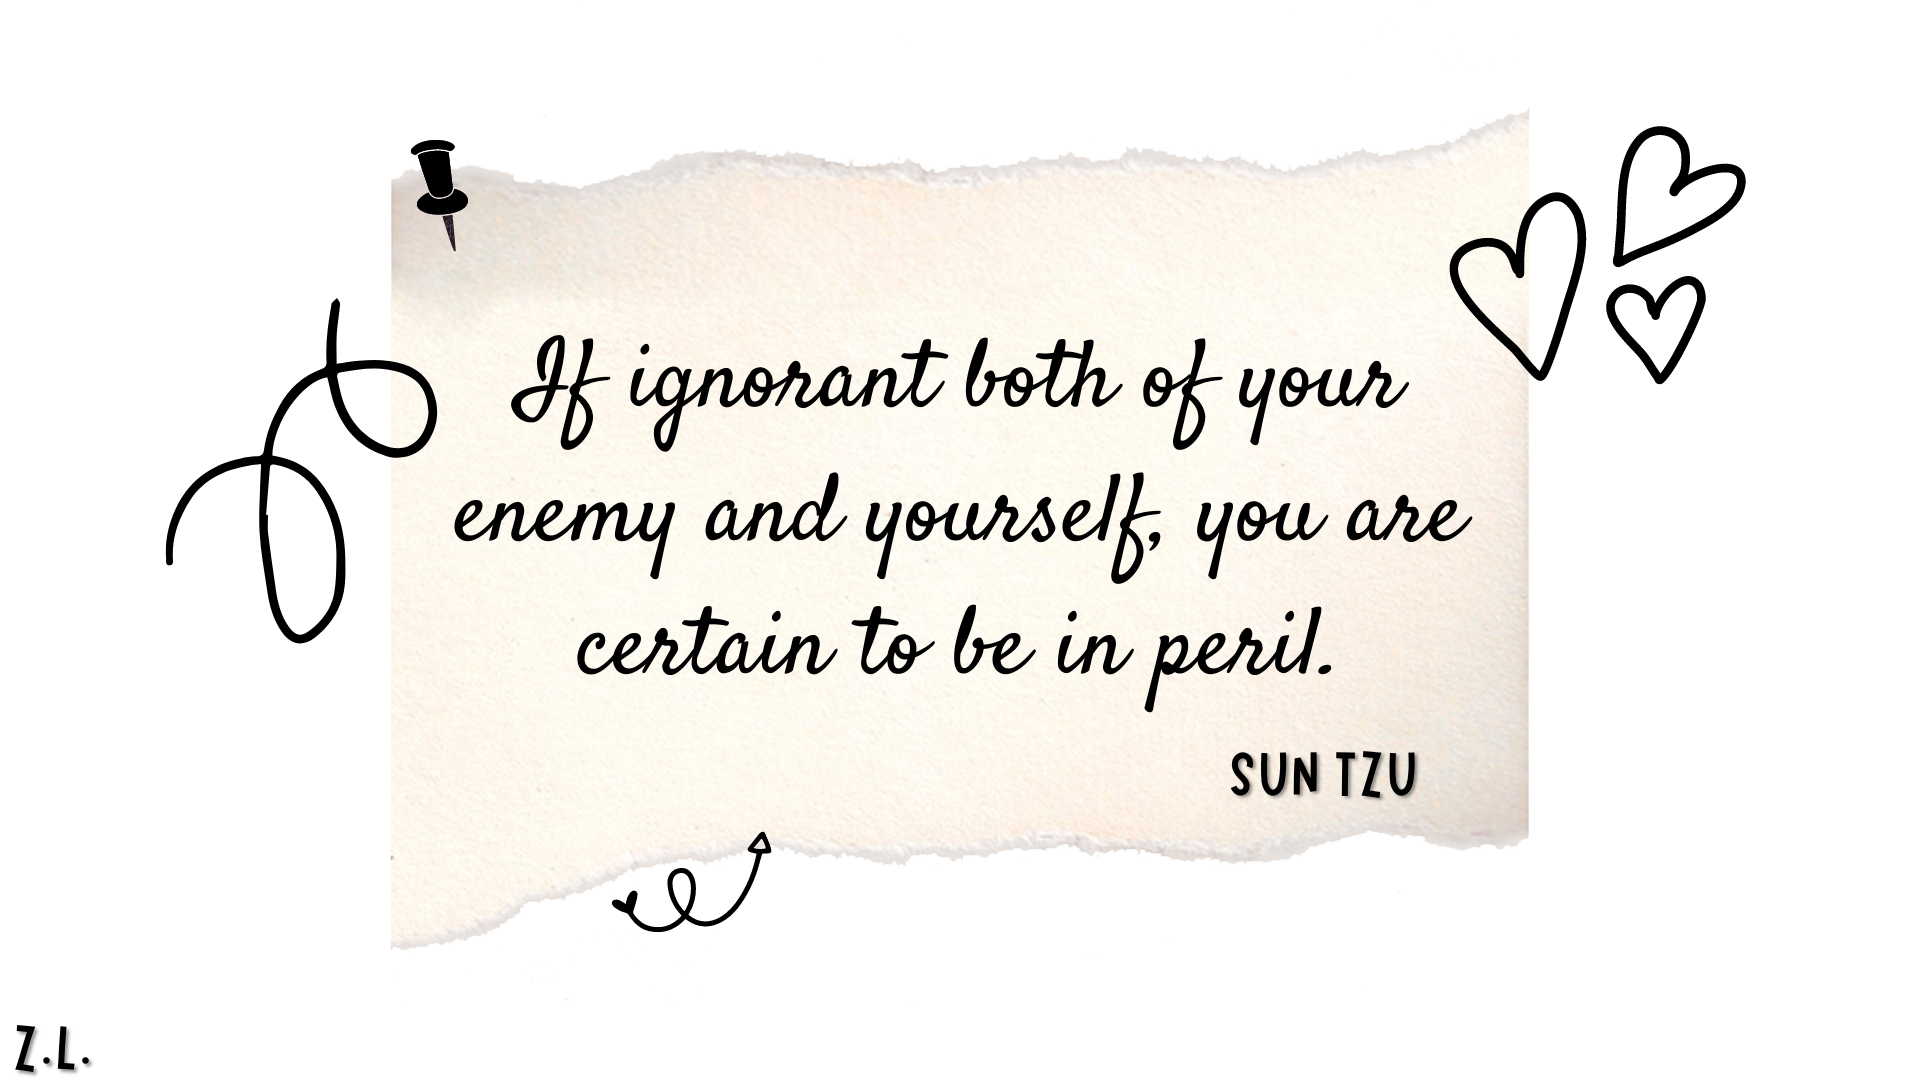 If ignorant both of your
enemy and yourself, you are
certain to be in peril.
SUN TZU
Z.L.